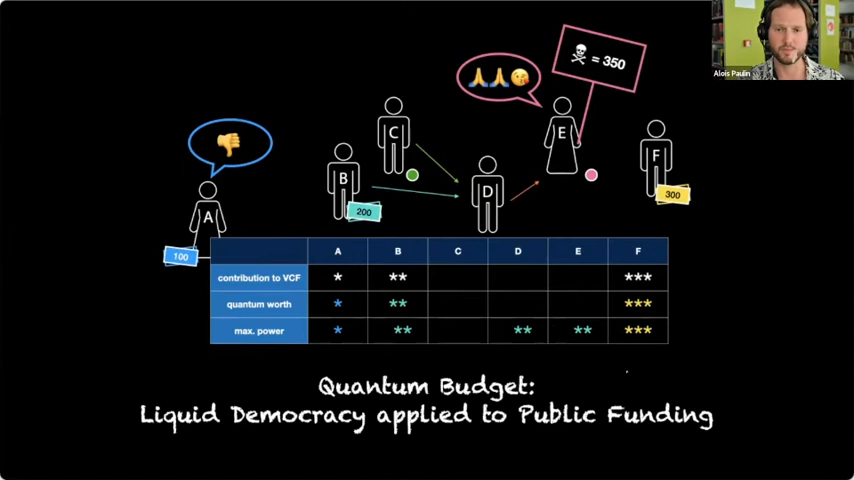 Alois Paulin
= 350
C
E
F
B
D
A
200
300
100
A B C D E F
contribution to VCF * ** ***
quantum worth * ** ***
max. power * ** ** ** ***
Quantum Budget:
Liquid Democracy applied to Public Funding